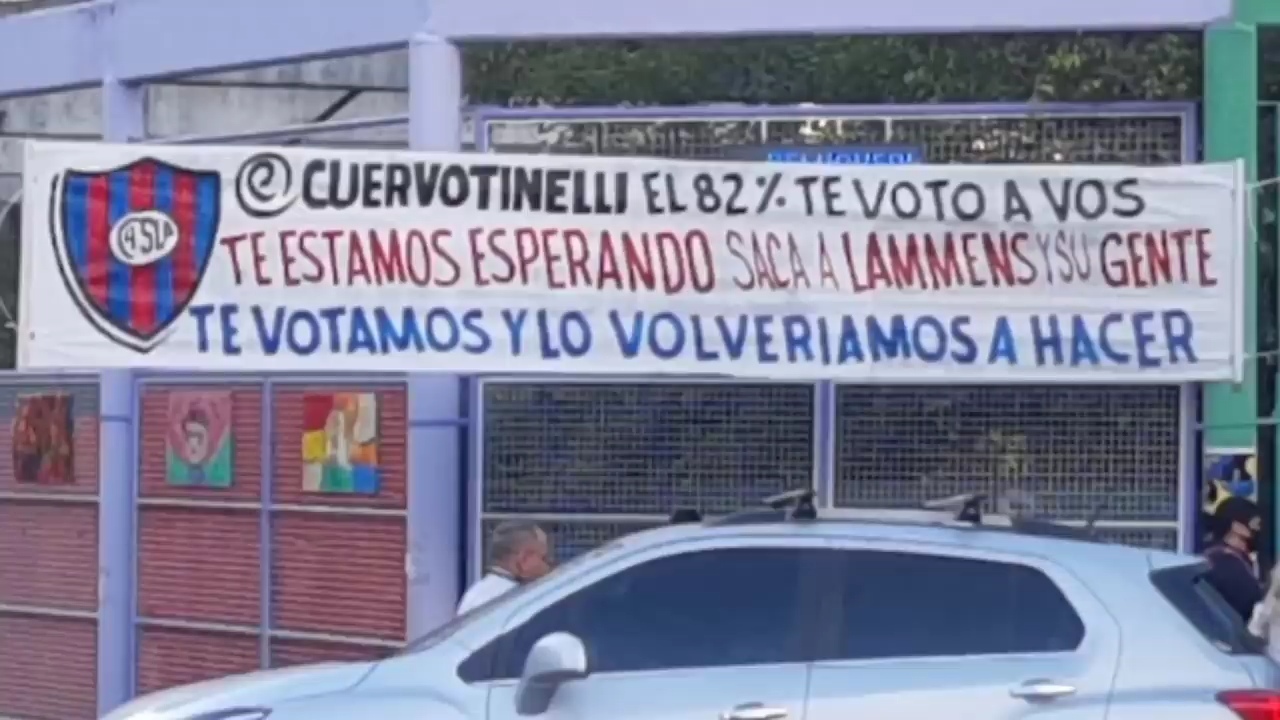 @CUERVOTINELLI EL 82% TE VOTO A VOS
TE ESTAMOS ESPERANDO SACA A LAMMENS Y SU GENTE
TE VOTAMOS Y LO VOLVERIAMOS A HACER
CASLA